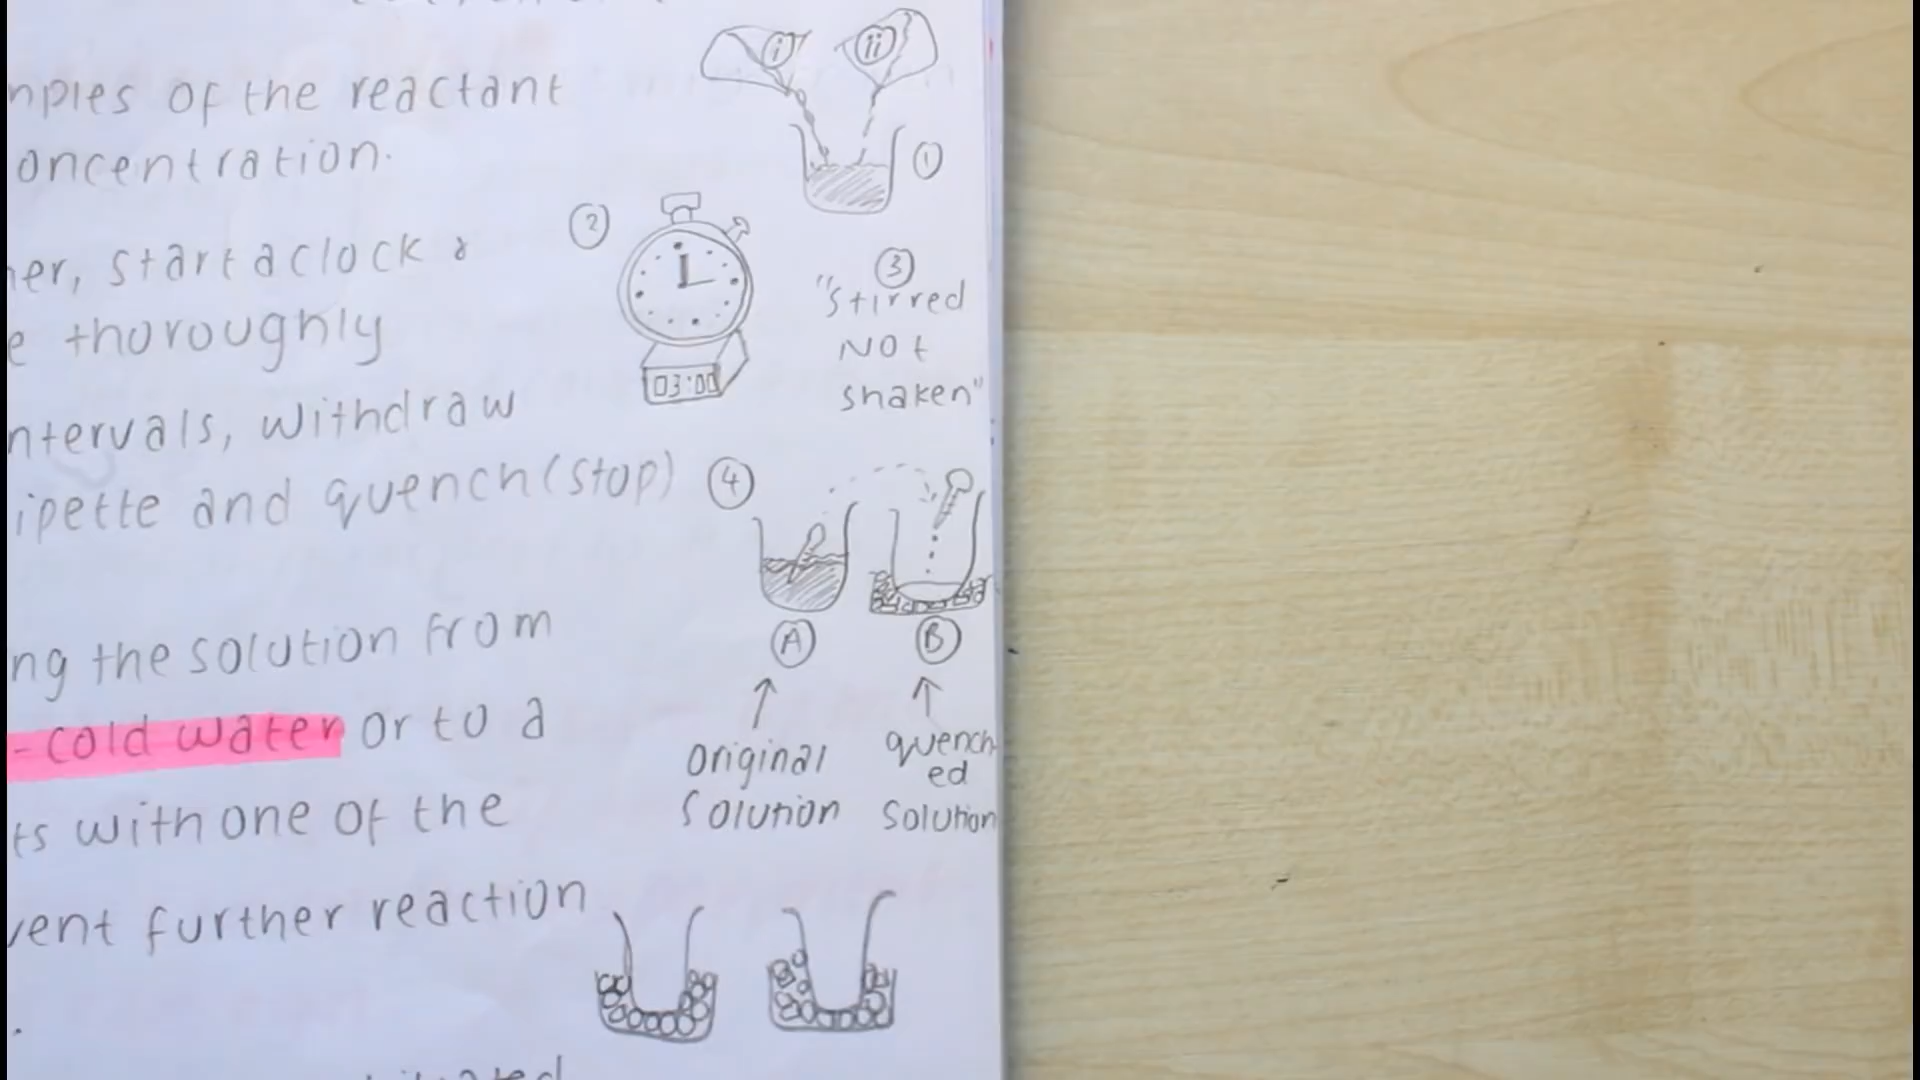 of the reactant
oncentration.
i
ii
1
2
er, start a clock &
e thoroughly
3
"stirred
Not
shaken"
03:00
ntervals, withdraw
ipette and quench (stop)
4
A
B
ng the solution from
- cold water or to a
original
solution
quench
ed
solution
ts with one of the
vent further reaction